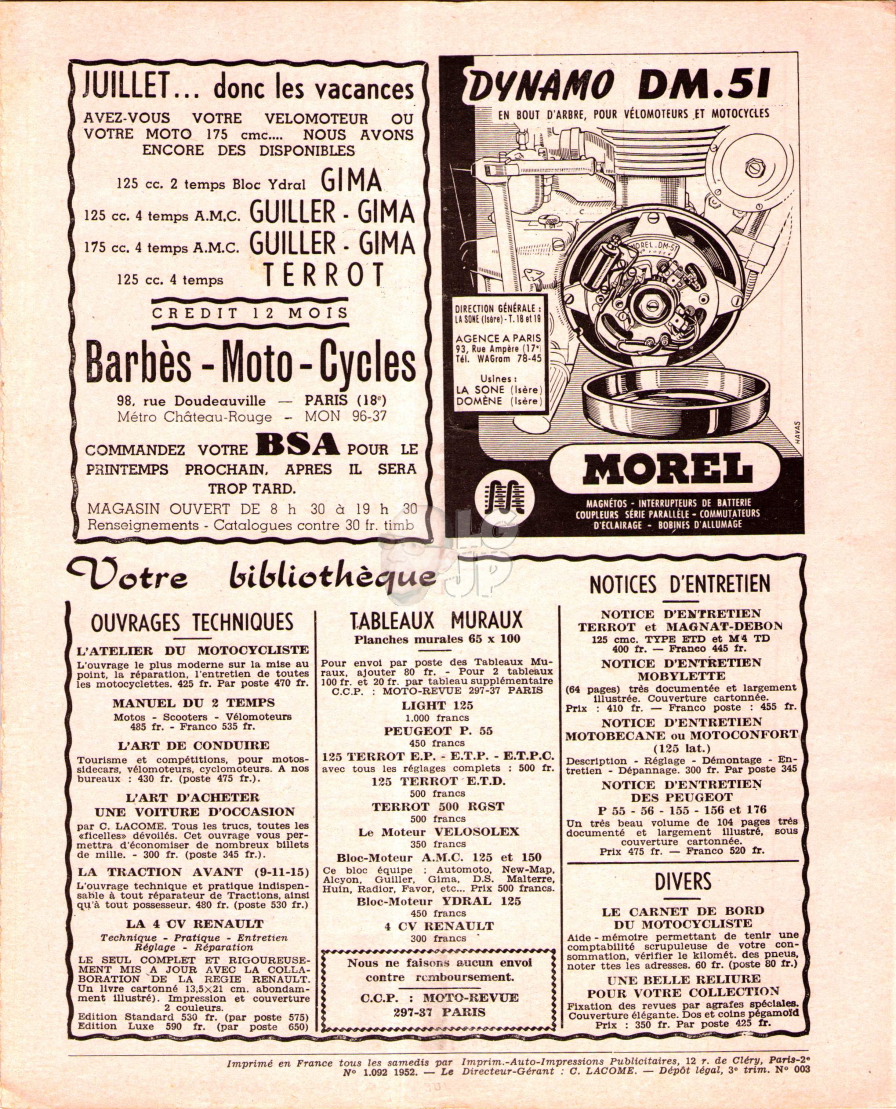 JUILLET... donc les vacances
AVEZ-VOUS VOTRE VELOMOTEUR OU
VOTRE MOTO 175 cmc.... NOUS AVONS
ENCORE DES DISPONIBLES
125 cc. 2 temps Bloc Ydral GIMA
125 cc. 4 temps A.M.C. GUILLER - GIMA
175 cc. 4 temps A.M.C. GUILLER - GIMA
125 cc. 4 temps TERROT
CREDIT 12 MOIS
Barbès - Moto - Cycles
98, rue Doudeauville — PARIS (18e)
Métro Château-Rouge – MON 96-37
COMMANDEZ VOTRE BSA POUR LE
PRINTEMPS PROCHAIN, APRES IL SERA
TROP TARD.
MAGASIN OUVERT DE 8 h 30 à 19 h 30
Renseignements - Catalogues contre 30 fr. timb
DYNAMO DM.51
EN BOUT D'ARBRE, POUR VÉLOMOTEURS ET MOTOCYCLES
MOREL.DM-51
DIRECTION GÉNÉRALE :
LA SONE (Isère) - T. 18 et 19
AGENCE A PARIS
93, Rue Ampère (17e)
Tél. WAGram 78-45
Usines :
LA SONE (Isère)
DOMÈNE (Isère)
HAVAS
MOREL
MAGNÉTOS - INTERRUPTEURS DE BATTERIE
COUPLEURS SÉRIE PARALLÈLE - COMMUTATEURS
D'ECLAIRAGE - BOBINES D'ALLUMAGE
LG
JP
Votre bibliothèque
OUVRAGES TECHNIQUES
L'ATELIER DU MOTOCYCLISTE
L'ouvrage le plus moderne sur la mise au
point, la réparation, l'entretien de toutes
les motocyclettes. 425 fr. Par poste 470 fr.
MANUEL DU 2 TEMPS
Motos - Scooters - Vélomoteurs
485 fr. - Franco 535 fr.
L'ART DE CONDUIRE
Tourisme et compétitions, pour motos-
sidecars, vélomoteurs, cyclomoteurs. A nos
bureaux : 430 fr. (poste 475 fr.).
L'ART D'ACHETER
UNE VOITURE D'OCCASION
par C. LACOME. Tous les trucs, toutes les
«ficelles» dévoilés. Cet ouvrage vous per-
mettra d'économiser de nombreux billets
de mille. - 300 fr. (poste 345 fr.).
LA TRACTION AVANT (9-11-15)
L'ouvrage technique et pratique indispen-
sable à tout réparateur de Tractions, ainsi
qu'à tout possesseur. 480 fr. (poste 530 fr.)
LA 4 CV RENAULT
Technique - Pratique - Entretien
Réglage - Réparation
LE SEUL COMPLET ET RIGOUREUSE-
MENT MIS A JOUR AVEC LA COLLA-
BORATION DE LA REGIE RENAULT.
Un livre cartonné 13,5×21 cm. abondam-
ment illustré). Impression et couverture
2 couleurs.
Edition Standard 530 fr. (par poste 575)
Edition Luxe 590 fr. (par poste 650)
TABLEAUX MURAUX
Planches murales 65 x 100
Pour envoi par poste des Tableaux Mu-
raux, ajouter 80 fr. - Pour 2 tableaux
100 fr. et 20 fr. par tableau supplémentaire
C.C.P. : MOTO-REVUE 297-37 PARIS
LIGHT 125
1.000 francs
PEUGEOT P. 55
450 francs
125 TERROT E.P. - E.T.P. - E.T.P.C.
avec tous les réglages complets : 500 fr.
125 TERROT E.T.D.
500 francs
TERROT 500 RGST
500 francs
Le Moteur VELOSOLEX
350 francs
Bloc-Moteur A.M.C. 125 et 150
Ce bloc équipe : Automoto, New-Map,
Alcyon, Guiller, Gima, D.S. Malterre,
Huin, Radior, Favor, etc... Prix 500 francs.
Bloc-Moteur YDRAL 125
450 francs
4 CV RENAULT
300 francs
Nous ne faisons aucun envoi
contre remboursement.
C.C.P. : MOTO-REVUE
297-37 PARIS
NOTICES D'ENTRETIEN
NOTICE D'ENTRETIEN
TERROT et MAGNAT-DEBON
125 cmc. TYPE ETD et M4 TD
400 fr. — Franco 445 fr.
NOTICE D'ENTRETIEN
MOBYLETTE
(64 pages) très documentée et largement
illustrée. Couverture cartonnée.
Prix : 410 fr. — Franco poste : 455 fr.
NOTICE D'ENTRETIEN
MOTOBECANE ou MOTOCONFORT
(125 lat.)
Description - Réglage - Démontage - En-
tretien - Dépannage. 300 fr. Par poste 345
NOTICE D'ENTRETIEN
DES PEUGEOT
P 55 - 56 - 155 - 156 et 176
Un très beau volume de 104 pages très
documenté et largement illustré, sous
couverture cartonnée.
Prix 475 fr. — Franco 520 fr.
DIVERS
LE CARNET DE BORD
DU MOTOCYCLISTE
Aide - mémoire permettant de tenir une
comptabilité scrupuleuse de votre con-
sommation, vérifier le kilomét. des pneus,
noter ttes les adresses. 60 fr. (poste 80 fr.)
UNE BELLE RELIURE
POUR VOTRE COLLECTION
Fixation des revues par agrafes spéciales.
Couverture élégante. Dos et coins pégamoïd
Prix : 350 fr. Par poste 425 fr.
Imprimé en France tous les samedis par Imprim.-Auto-Impressions Publicitaires, 12 r. de Cléry, Paris-2e
N° 1.092 1952. — Le Directeur-Gérant : C. LACOME. — Dépôt légal, 3e trim. N° 003